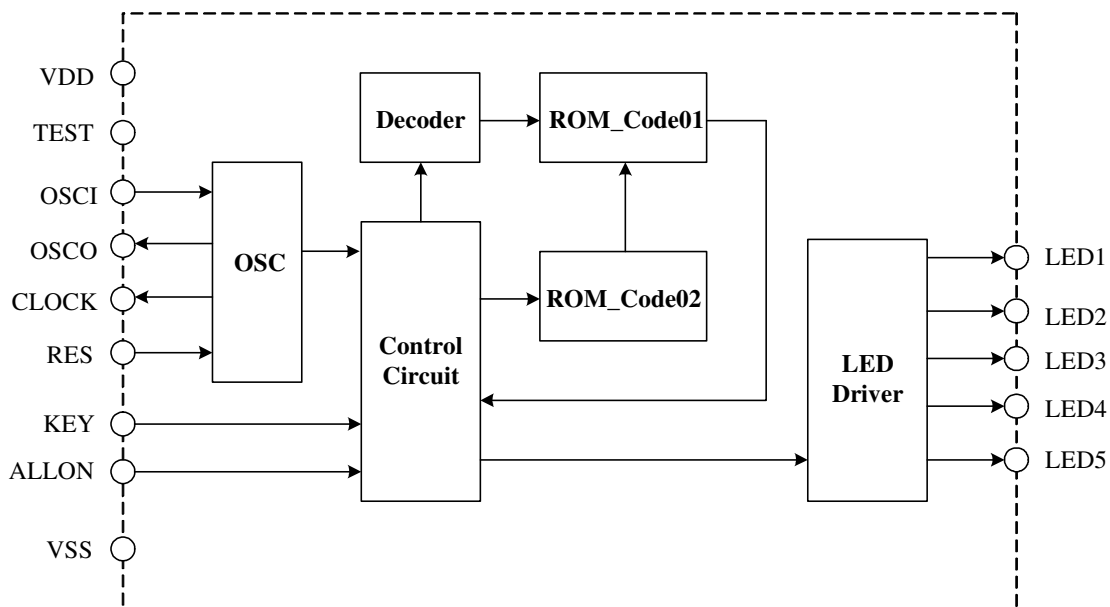 VDD
TEST
OSCI
OSCO
CLOCK
RES
KEY
ALLON
VSS
OSC
Decoder
ROM_Code01
ROM_Code02
Control
Circuit
LED
Driver
LED1
LED2
LED3
LED4
LED5